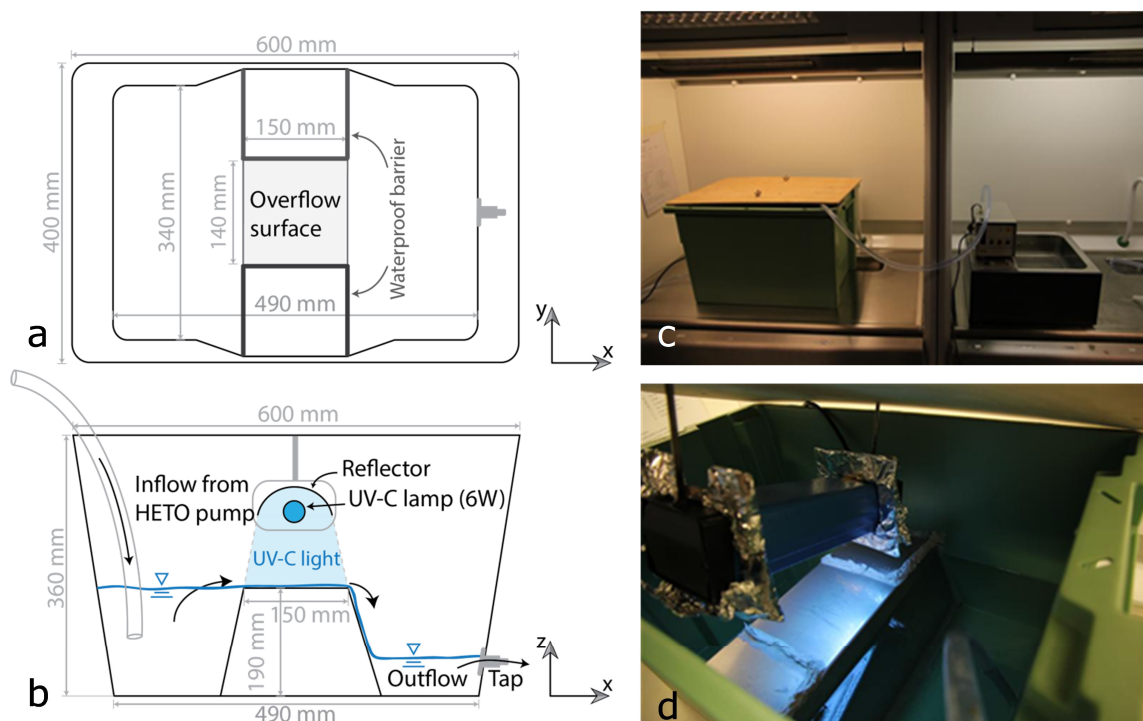 a
600 mm
400 mm
340 mm
150 mm
140 mm
Overflow
surface
Waterproof barrier
490 mm
y
x
b
600 mm
360 mm
Inflow from
HETO pump
Reflector
UV-C lamp (6W)
UV-C light
150 mm
190 mm
Outflow
Tap
490 mm
z
x
c
d